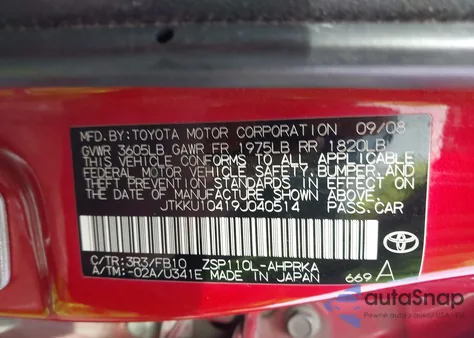 MFD.BY: TOYOTA MOTOR CORPORATION 09/08
GVWR 3605LB GAWR FR 1975LB RR 1820LB
THIS VEHICLE CONFORMS TO ALL APPLICABLE
FEDERAL MOTOR VEHICLE SAFETY, BUMPER, AND
THEFT PREVENTION STANDARDS IN EFFECT ON
THE DATE OF MANUFACTURE SHOWN ABOVE.
JTKKU10419J040514 PASS.CAR
C/TR: 3R3/FB10 ZSP110L-AHPRKA
A/TM: -02A/U341E MADE IN JAPAN
TOYOTA
669 A
autoSnap